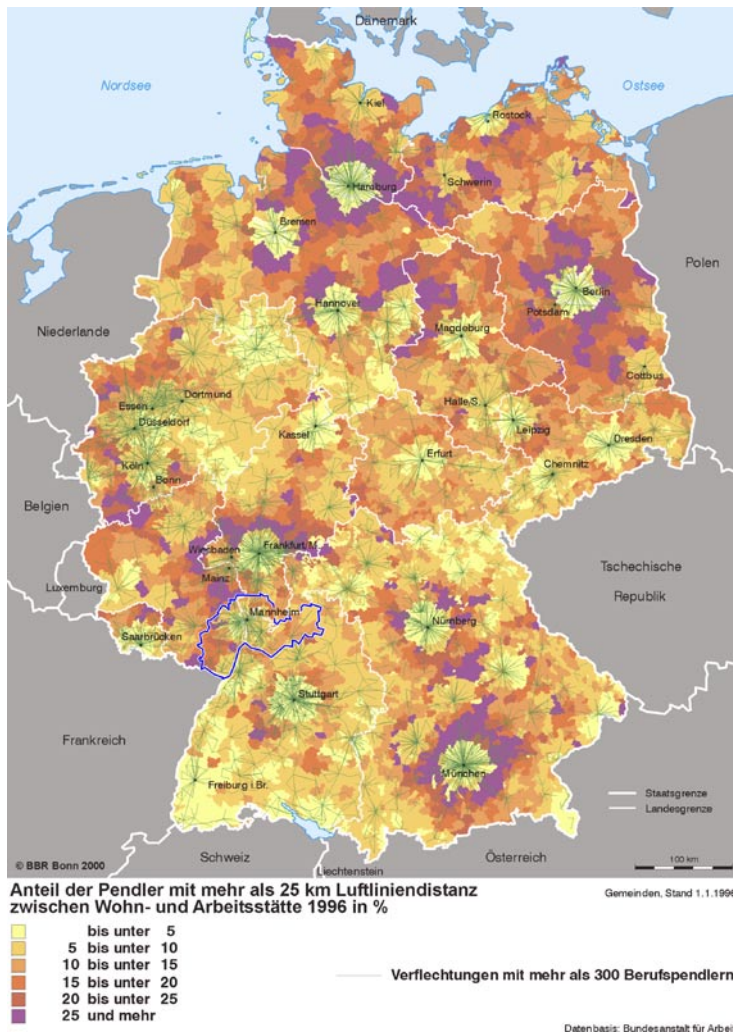 Dänemark
Nordsee
Ostsee
Kiel
Rostock
Hamburg
Schwerin
Bremen
Polen
Berlin
Hannover
Potsdam
Niederlande
Magdeburg
Cottbus
Dortmund
Essen
Halle/S.
Düsseldorf
Leipzig
Kassel
Dresden
Köln
Erfurt
Chemnitz
Bonn
Belgien
Wiesbaden
Frankfurt/M.
Mainz
Tschechische
Republik
Luxemburg
Mannheim
Nürnberg
Saarbrücken
Stuttgart
Frankreich
München
Freiburg i.Br.
Staatsgrenze
Landesgrenze
Schweiz
Österreich
© BBR Bonn 2000
Liechtenstein
100 km
Anteil der Pendler mit mehr als 25 km Luftliniendistanz
zwischen Wohn- und Arbeitsstätte 1996 in %
Gemeinden, Stand 1.1.1996
bis unter 5
5 bis unter 10
10 bis unter 15
15 bis unter 20
20 bis unter 25
25 und mehr
Verflechtungen mit mehr als 300 Berufspendlern
Datenbasis: Bundesanstalt für Arbei